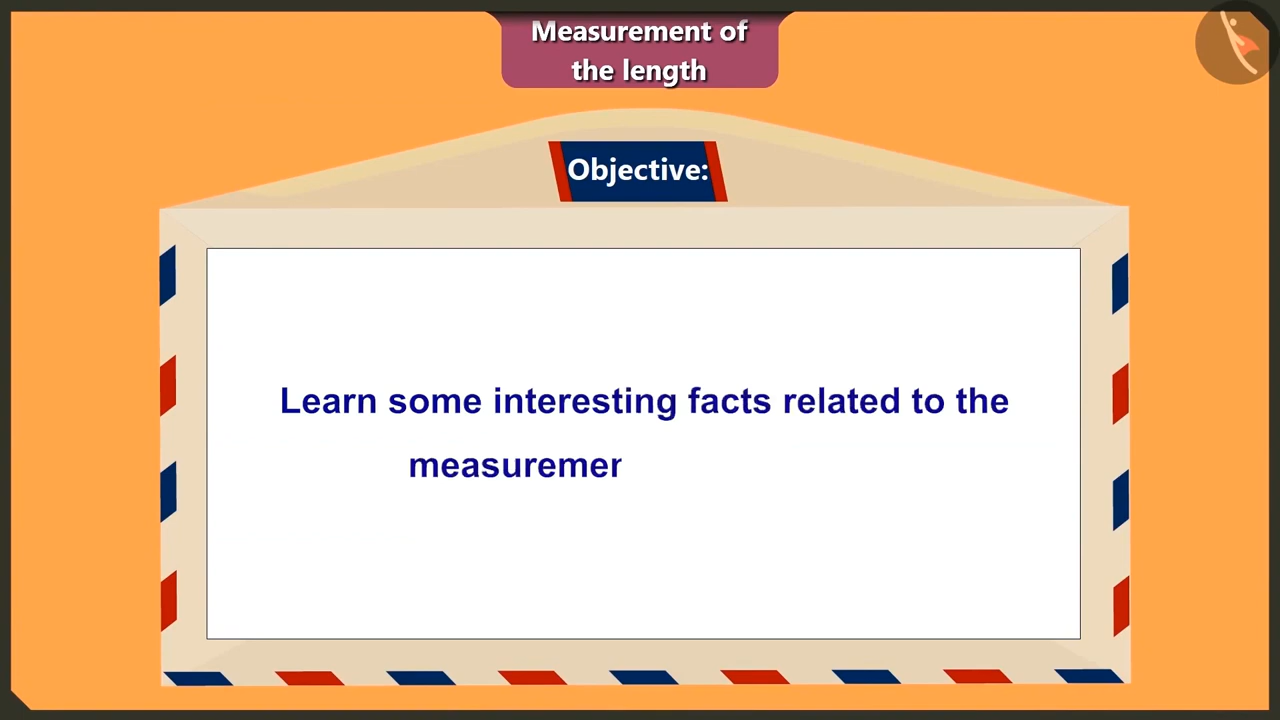 Measurement of
the length
Objective:
Learn some interesting facts related to the
measuremer